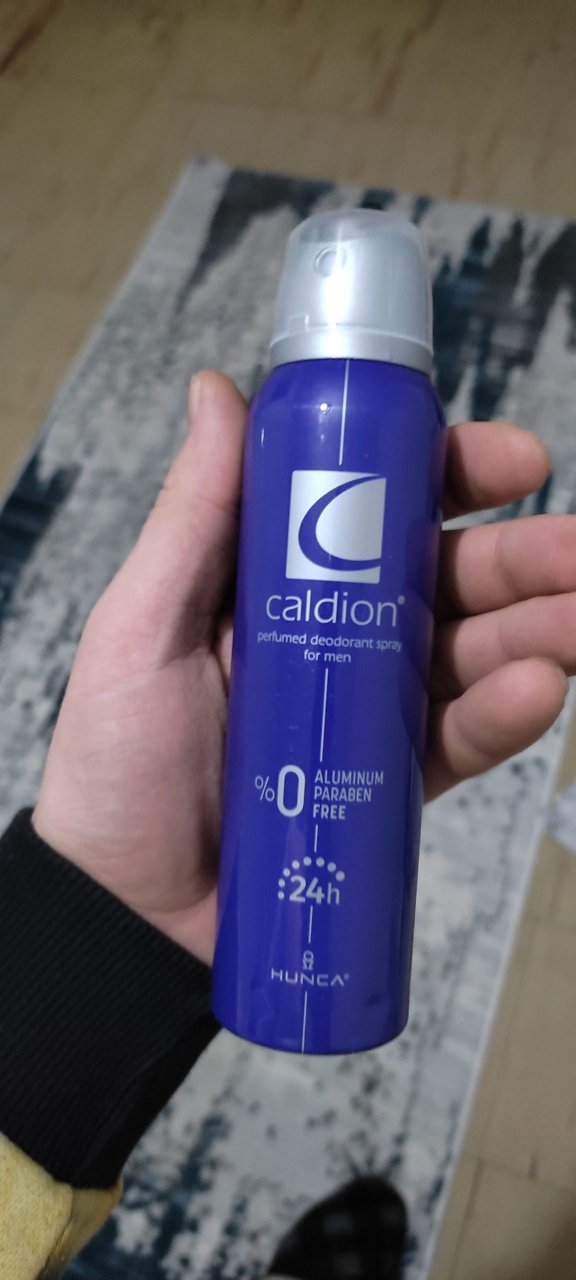 caldion®
perfumed deodorant spray
for men
%0 ALUMINUM
PARABEN
FREE
24h
HUNCA®